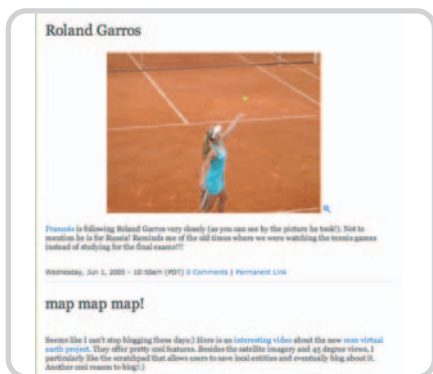 Roland Garros
Francois is following Roland Garros very closely (as you can see by the picture he took!). Not to
mention he is for Russia! Reminds me of the old times where we were watching the tennis games
instead of studying for the final exams!!!
Wednesday, Jun 1, 2005 - 10:50am (PDT) 0 Comments | Permanent Link
map map map!
Seems like I can't stop blogging these days:) Here is an interesting video about the new msn virtual
earth project. They offer pretty cool features. Besides the satellite imagery and 45 degree views, I
particularly like the scratchpad that allows users to save local entities and eventually blog about it.
Another cool reason to blog!:)